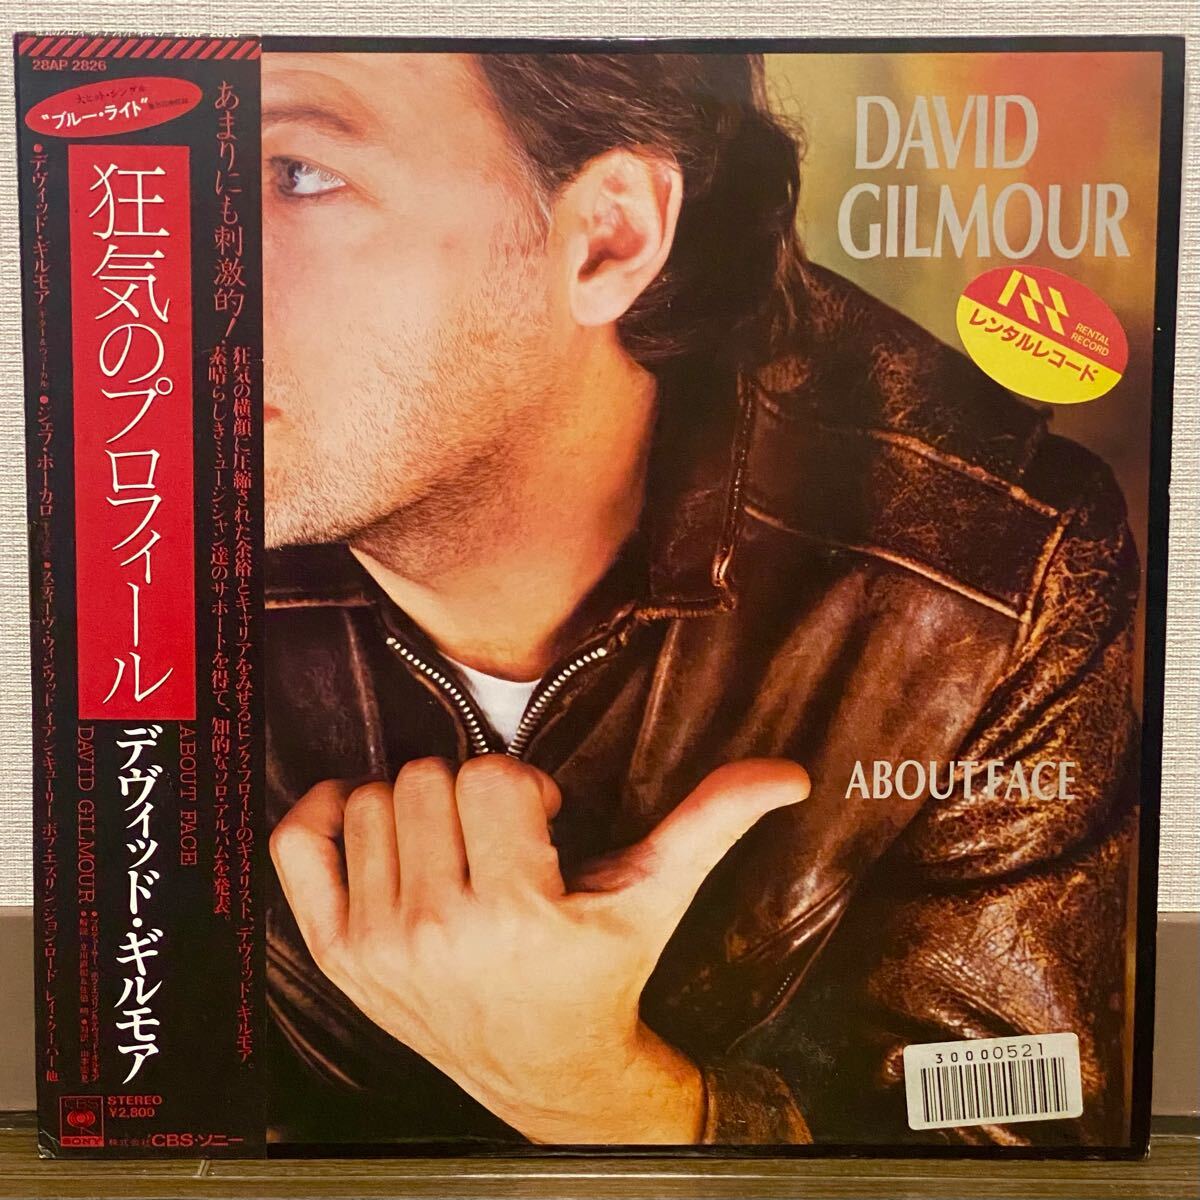 28AP 2826
"ブルー・ライト"
あまりにも刺激的!
狂気の横顔に圧縮された余裕とキャリアをみせるピンク・フロイドのギタリスト、デヴィッド・ギルモア。
素晴らしきミュージシャン達のサポートを得て、知的なソロ・アルバムを発表。
狂気のプロフィール
デヴィッド・ギルモア
ABOUT FACE
DAVID GILMOUR
●デヴィッド・ギルモア(ギター&ヴォーカル)●ジェフ・ポーカロ
●スティーヴ・ウィンウッド イアン・キューリー ボブ・エズリン ジョン・ロード レイ・クーパー他
CBS
SONY
STEREO
¥2,800
株式会社CBS・ソニー
DAVID
GILMOUR
RENTAL
RECORD
レンタルレコード
ABOUT FACE
30000521